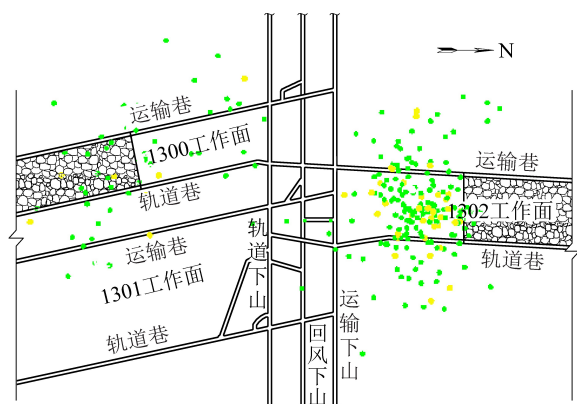 N
运输巷
1300工作面
轨道巷
运输巷
1302工作面
轨道巷
运输巷
1301工作面
轨道巷
轨道下山
回风下山
运输下山